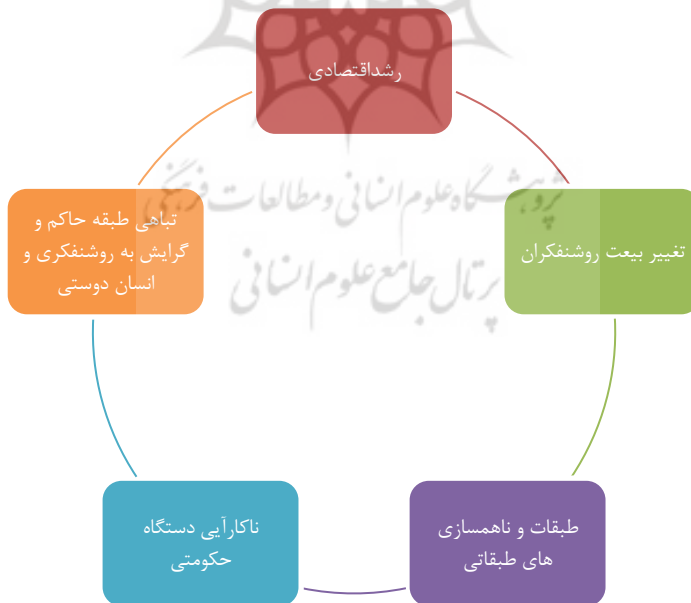 رشداقتصادی
پژوهشگاه علوم انسانی و مطالعات فرهنگی
پرتال جامع علوم انسانی
تغییر بیعت روشنفکران
تباهی طبقه حاکم و
گرایش به روشنفکری و
انسان دوستی
طبقات و ناهمسازی
های طبقاتی
ناکارآیی دستگاه
حکومتی